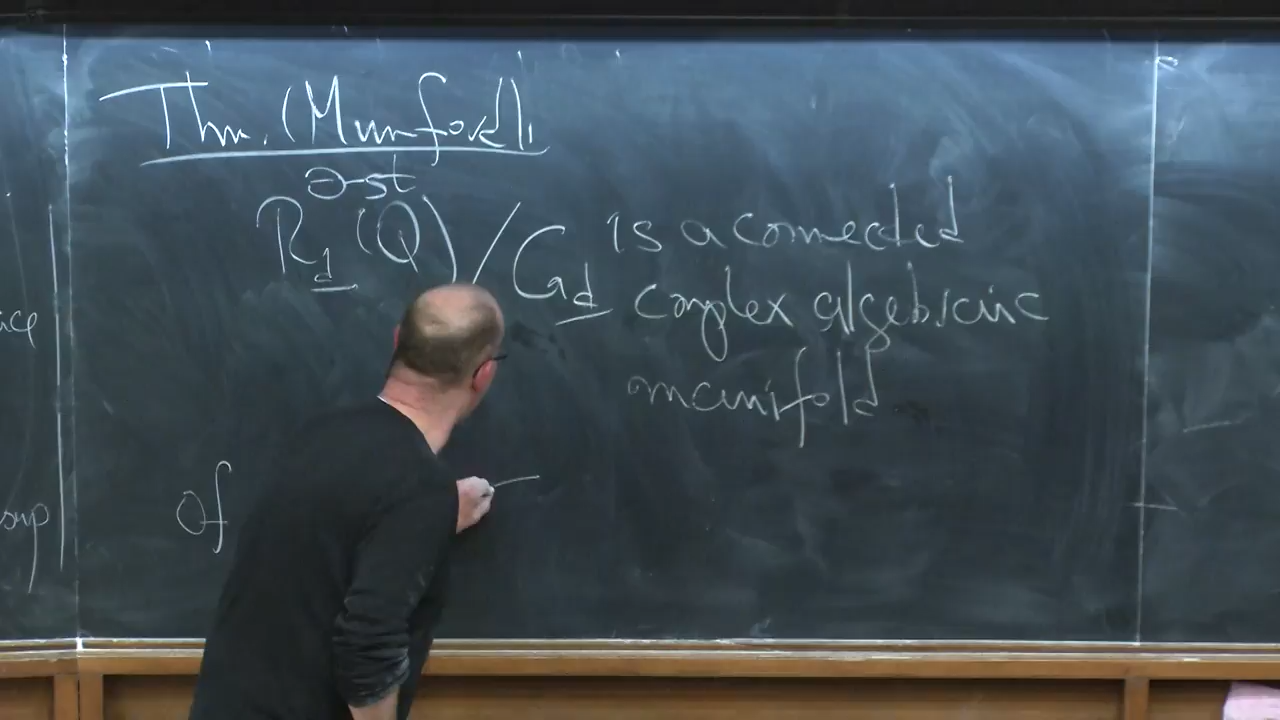 Thm. (Mumford):
R_d^{Θ-st}(Q) / G_d is a connected
complex algebraic
manifold
of